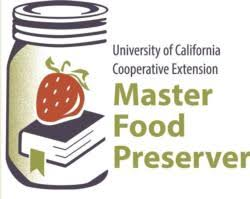 University of California
Cooperative Extension
Master
Food
Preserver